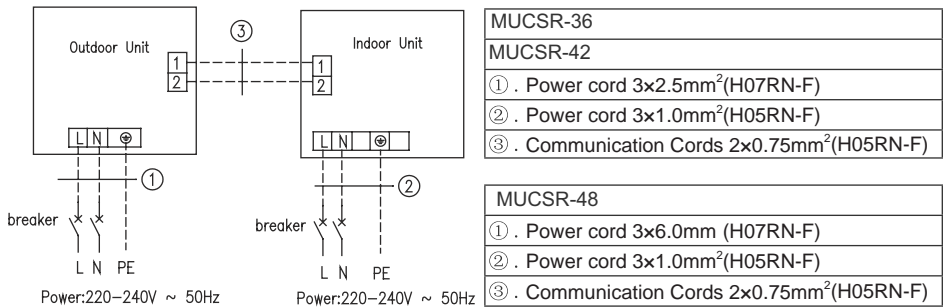 Outdoor Unit
1
2
L N
①
breaker
L N PE
Power:220-240V ~ 50Hz
③
Indoor Unit
1
2
L N
②
breaker
L N PE
Power:220-240V ~ 50Hz
MUCSR-36
MUCSR-42
① . Power cord 3×2.5mm²(H07RN-F)
② . Power cord 3×1.0mm²(H05RN-F)
③ . Communication Cords 2×0.75mm²(H05RN-F)
MUCSR-48
① . Power cord 3×6.0mm (H07RN-F)
② . Power cord 3×1.0mm²(H05RN-F)
③ . Communication Cords 2×0.75mm²(H05RN-F)